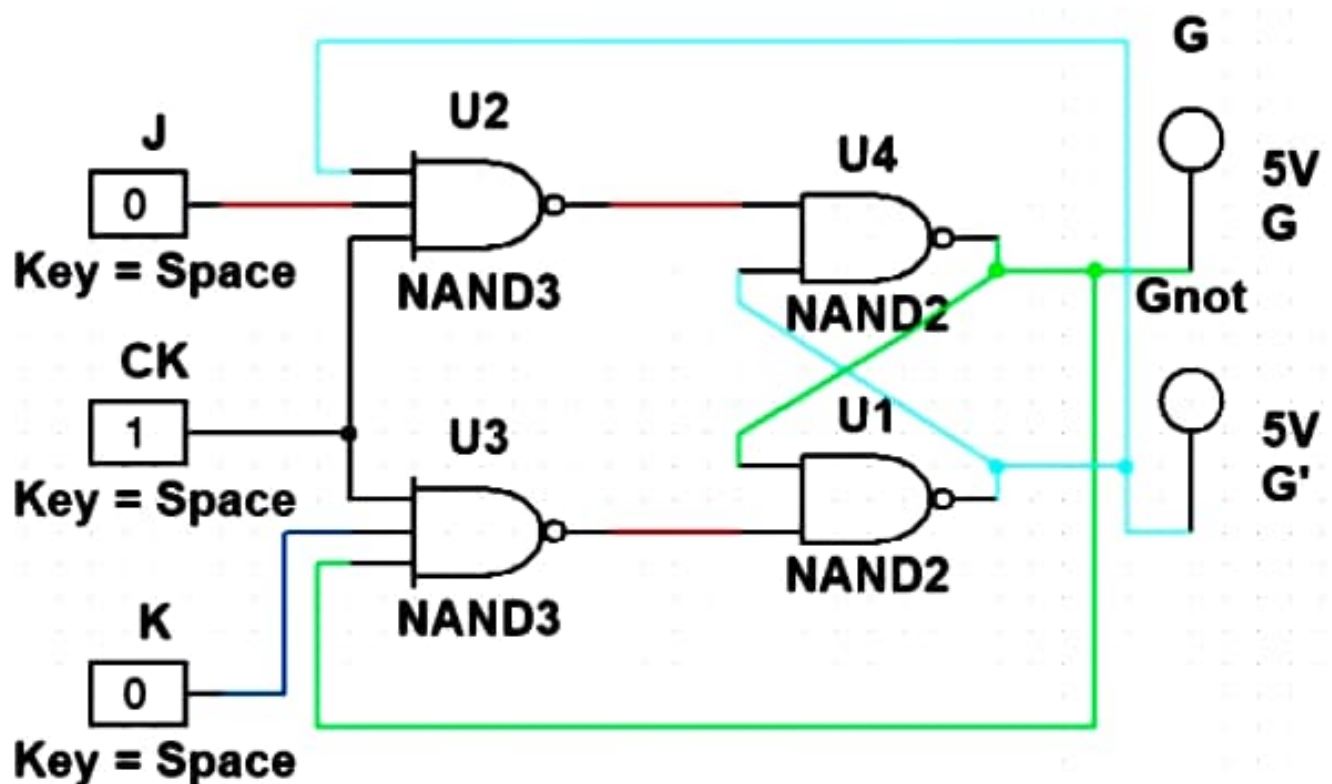 G
U2
J
0
Key = Space
NAND3
U4
NAND2
5V
G
Gnot
CK
1
Key = Space
U3
NAND3
U1
NAND2
5V
G'
K
0
Key = Space